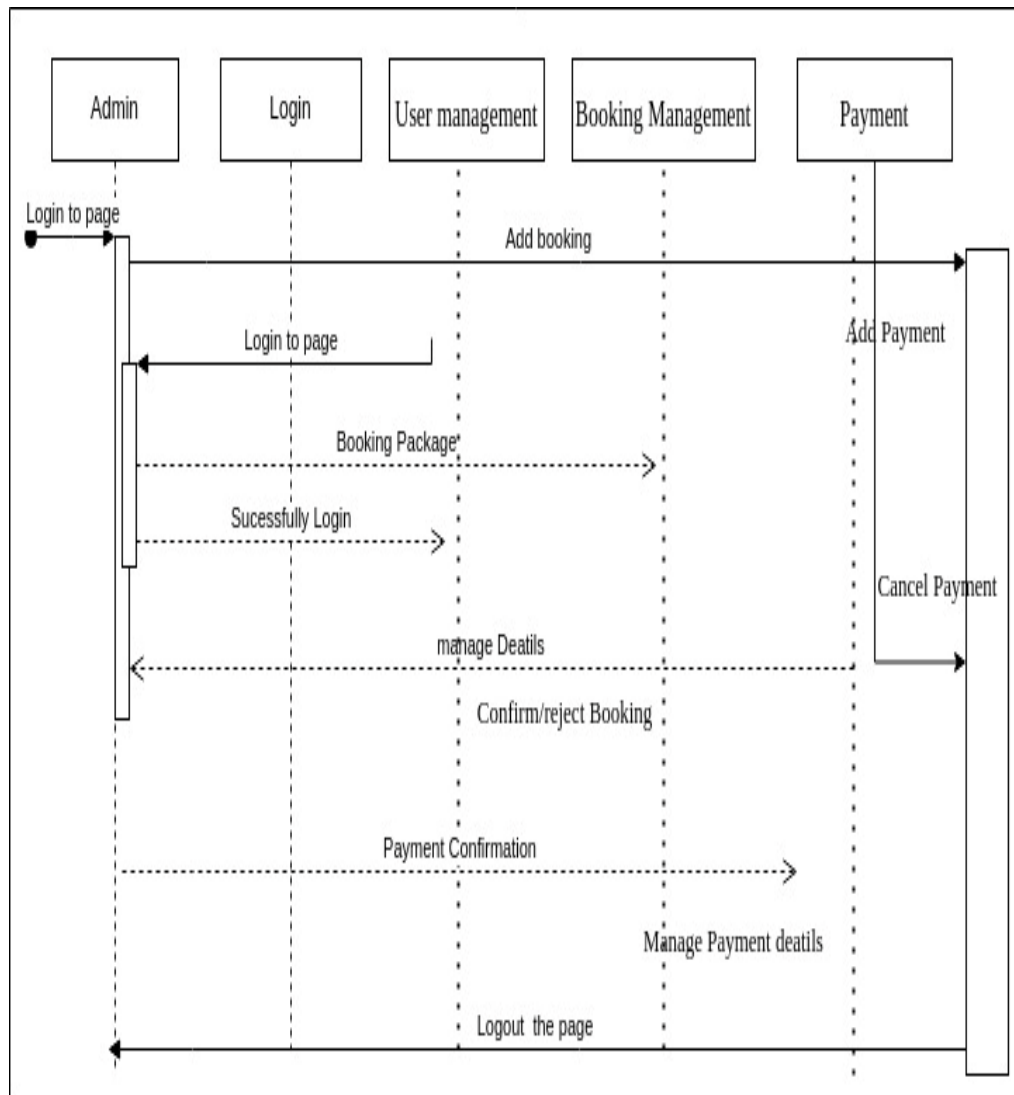 Admin
Login
User management
Booking Management
Payment
Login to page
Add booking
Add Payment
Login to page
Booking Package
Sucessfully Login
Cancel Payment
manage Deatils
Confirm/reject Booking
Payment Confirmation
Manage Payment deatils
Logout the page